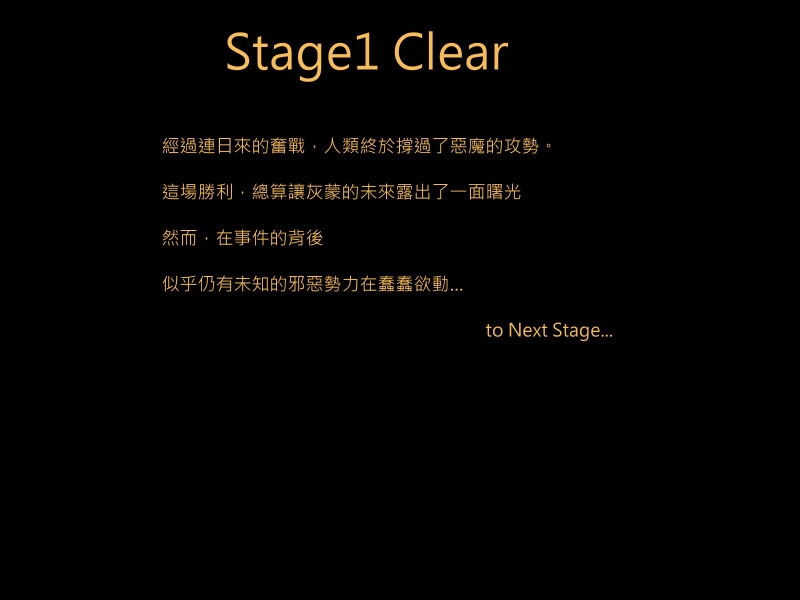 Stage1 Clear
經過連日來的奮戰，人類終於撐過了惡魔的攻勢。
這場勝利，總算讓灰蒙的未來露出了一面曙光
然而，在事件的背後
似乎仍有未知的邪惡勢力在蠢蠢欲動...
to Next Stage...